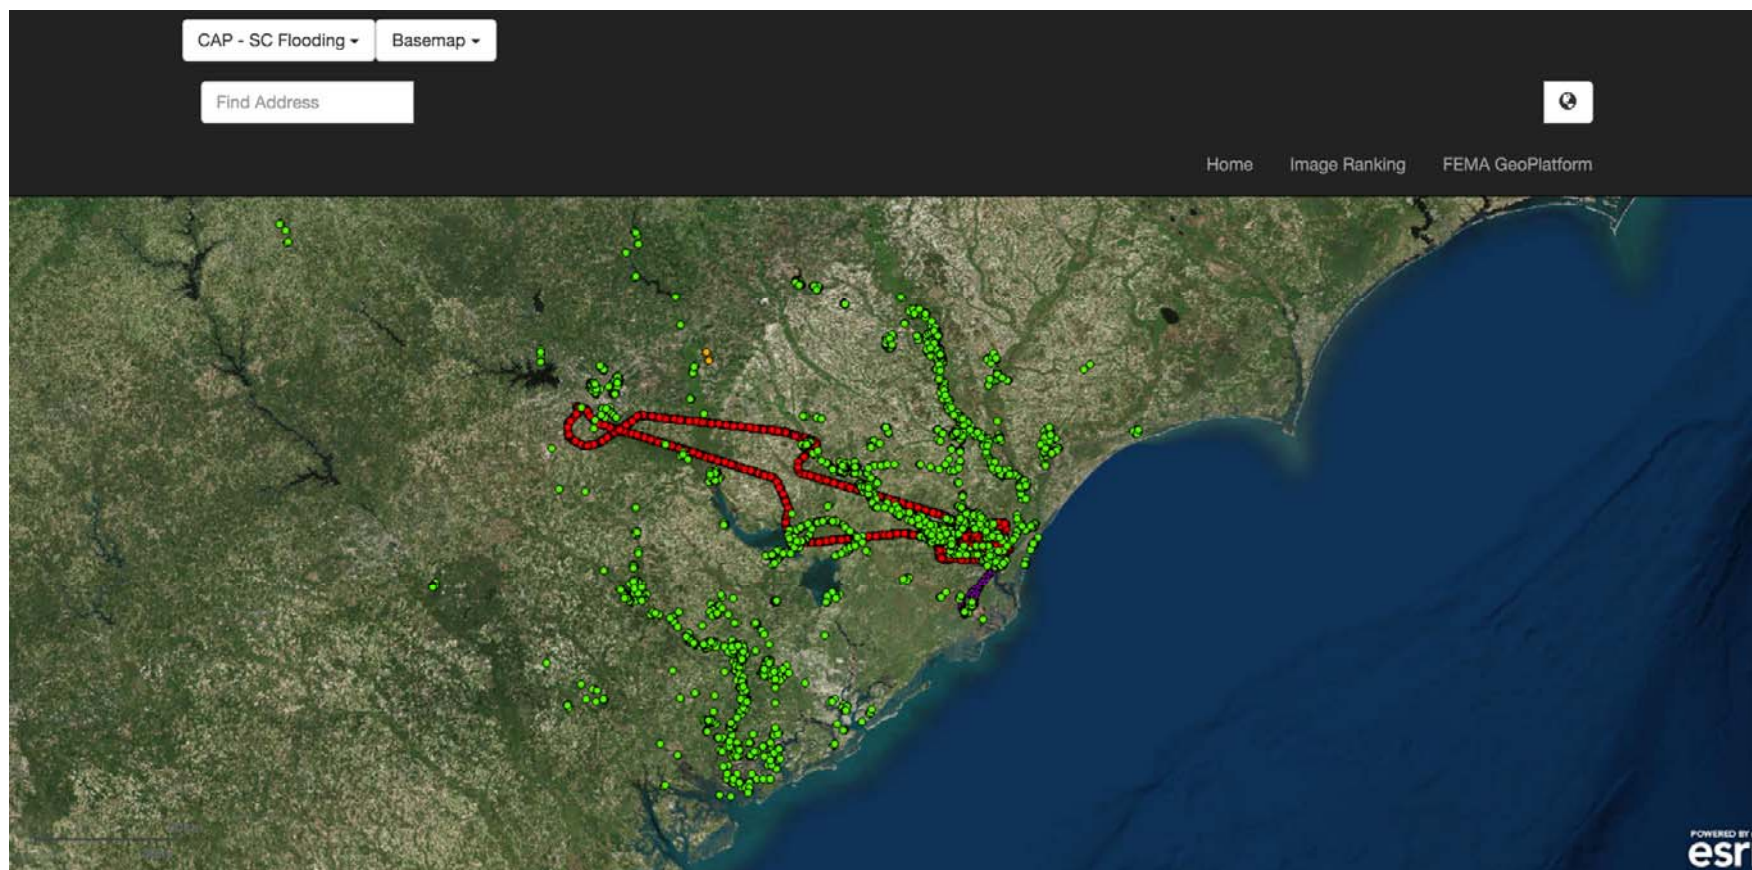 CAP - SC Flooding Basemap
Find Address
Home Image Ranking FEMA GeoPlatform
POWERED BY
esr